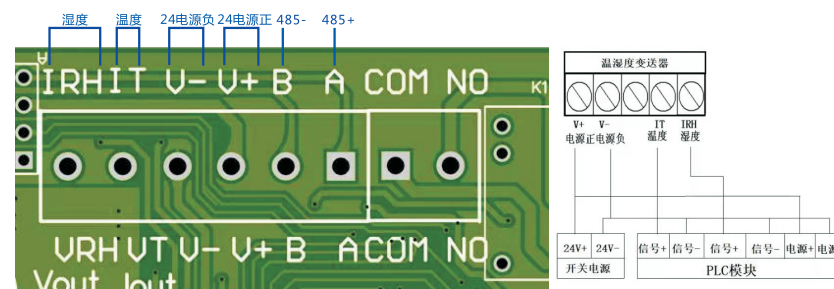 湿度 温度 24电源负 24电源正 485- 485+
IRH IT V- V+ B A COM NO
K1
VRH VT V- V+ B A COM NO
Vout Iout
温湿度变送器
V+ V- IT IRH
电源正 电源负 温度 湿度
24V+ 24V- 信号+ 信号- 信号+ 信号- 电源+
开关电源 PLC模块